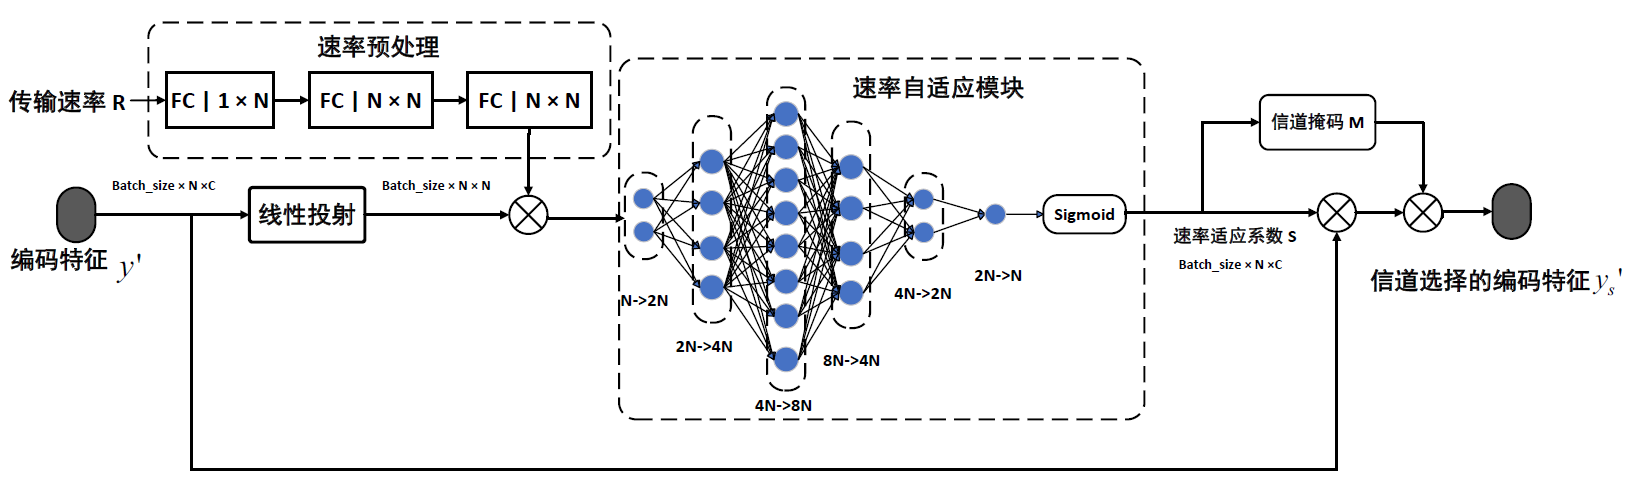 速率预处理
传输速率 R
FC | 1 × N
FC | N × N
FC | N × N
速率自适应模块
信道掩码 M
Batch_size × N ×C
Batch_size × N × N
线性投射
编码特征 y'
N->2N
2N->4N
4N->8N
8N->4N
4N->2N
2N->N
Sigmoid
速率适应系数 S
Batch_size × N ×C
信道选择的编码特征 yₛ'